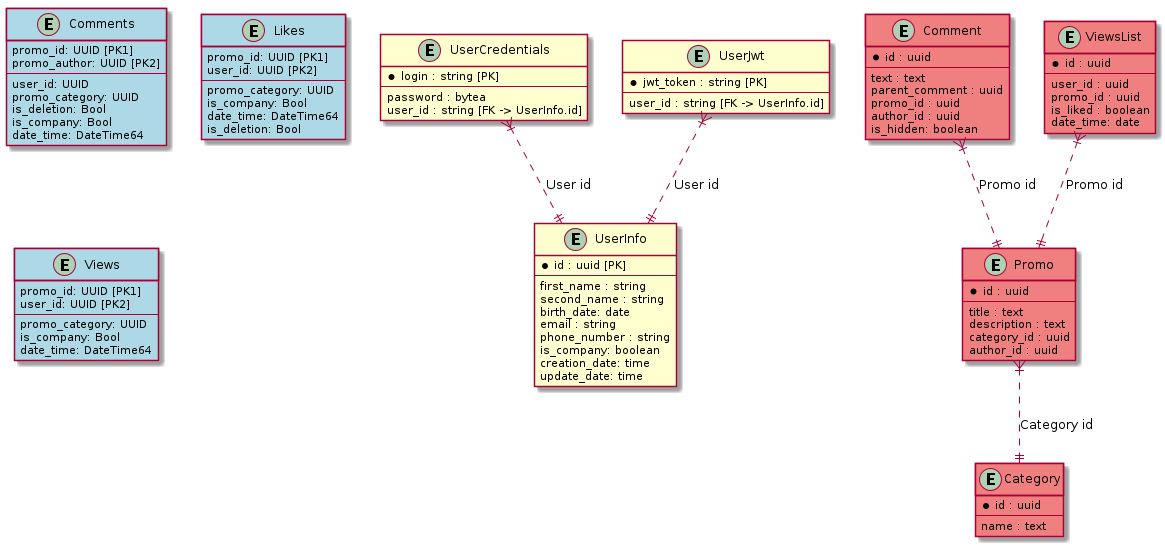 E Comments
promo_id: UUID [PK1]
promo_author: UUID [PK2]
user_id: UUID
promo_category: UUID
is_deletion: Bool
is_company: Bool
date_time: DateTime64
E Likes
promo_id: UUID [PK1]
user_id: UUID [PK2]
promo_category: UUID
is_company: Bool
date_time: DateTime64
is_deletion: Bool
E UserCredentials
login : string [PK]
password : bytea
user_id : string [FK -> UserInfo.id]
E UserJwt
jwt_token : string [PK]
user_id : string [FK -> UserInfo.id]
E Comment
id : uuid
text : text
parent_comment : uuid
promo_id : uuid
author_id : uuid
is_hidden: boolean
E ViewsList
id : uuid
user_id : uuid
promo_id : uuid
is_liked : boolean
date_time: date
User id
User id
Promo id
Promo id
E Views
promo_id: UUID [PK1]
user_id: UUID [PK2]
promo_category: UUID
is_company: Bool
date_time: DateTime64
E UserInfo
id : uuid [PK]
first_name : string
second_name : string
birth_date: date
email : string
phone_number : string
is_company: boolean
creation_date: time
update_date: time
E Promo
id : uuid
title : text
description : text
category_id : uuid
author_id : uuid
Category id
E Category
id : uuid
name : text